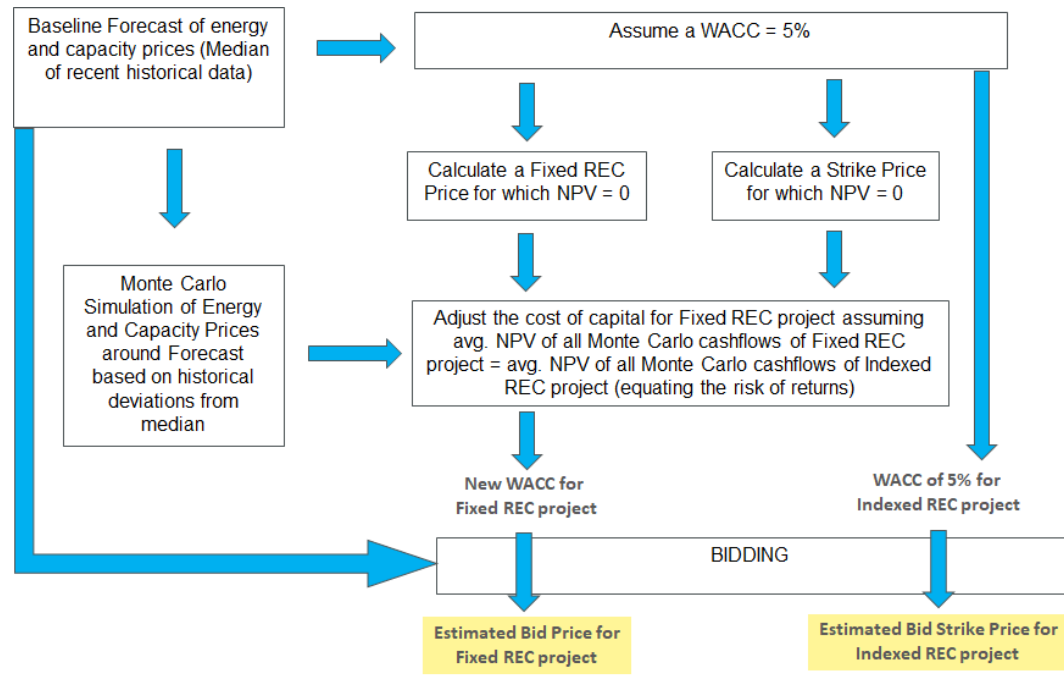 Baseline Forecast of energy
and capacity prices (Median
of recent historical data)
Assume a WACC = 5%
Calculate a Fixed REC
Price for which NPV = 0
Calculate a Strike Price
for which NPV = 0
Monte Carlo
Simulation of Energy
and Capacity Prices
around Forecast
based on historical
deviations from
median
Adjust the cost of capital for Fixed REC project assuming
avg. NPV of all Monte Carlo cashflows of Fixed REC
project = avg. NPV of all Monte Carlo cashflows of Indexed
REC project (equating the risk of returns)
New WACC for
Fixed REC project
WACC of 5% for
Indexed REC project
BIDDING
Estimated Bid Price for
Fixed REC project
Estimated Bid Strike Price for
Indexed REC project